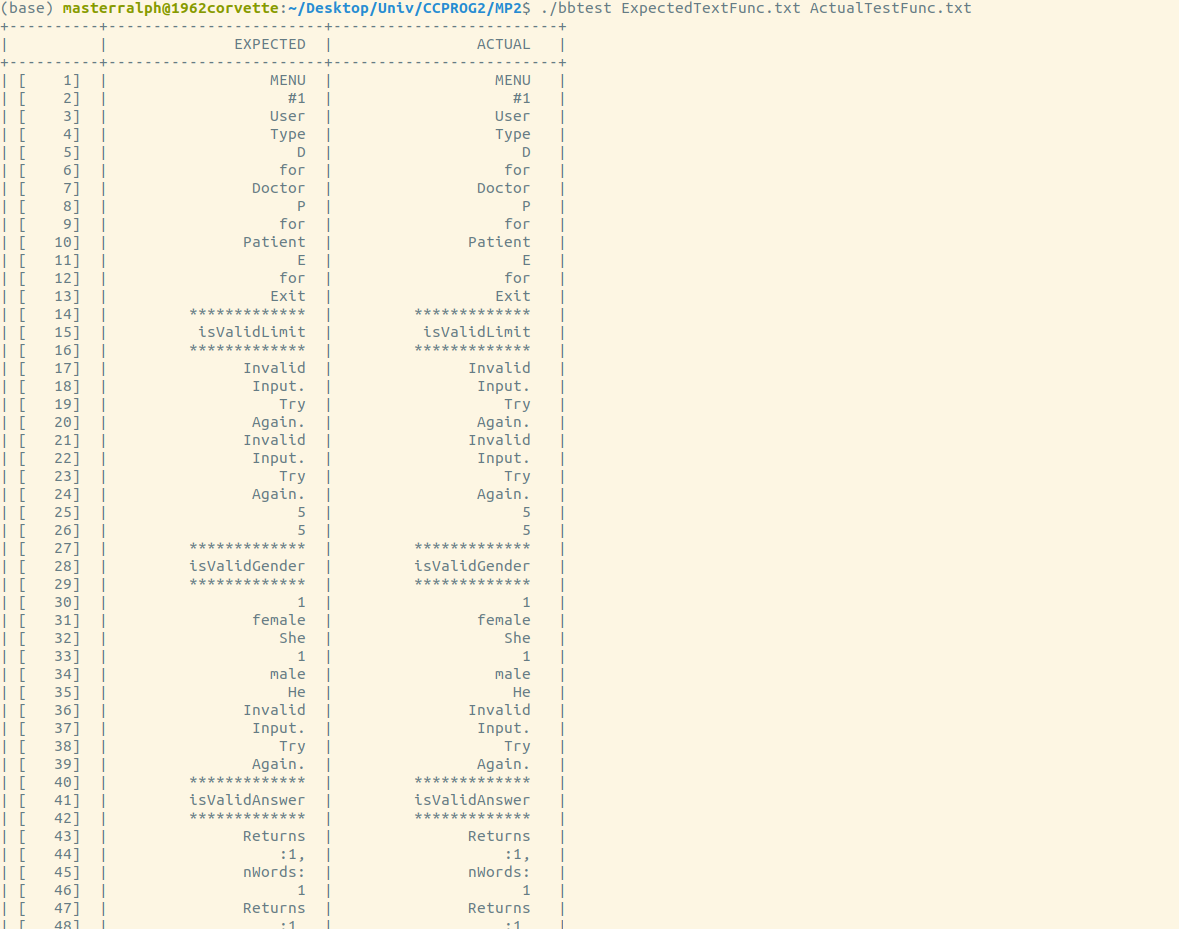 (base) masterralph@1962corvette:~/Desktop/Univ/CCPROG2/MP2$ ./bbtest ExpectedTextFunc.txt ActualTestFunc.txt
+----------+------------------------+-------------------------+
|          |              EXPECTED  |                ACTUAL   |
+----------+------------------------+-------------------------+
| [    1]  |                  MENU  |                  MENU   |
| [    2]  |                    #1  |                    #1   |
| [    3]  |                  User  |                  User   |
| [    4]  |                  Type  |                  Type   |
| [    5]  |                     D  |                     D   |
| [    6]  |                   for  |                   for   |
| [    7]  |                Doctor  |                Doctor   |
| [    8]  |                     P  |                     P   |
| [    9]  |                   for  |                   for   |
| [   10]  |               Patient  |               Patient   |
| [   11]  |                     E  |                     E   |
| [   12]  |                   for  |                   for   |
| [   13]  |                  Exit  |                  Exit   |
| [   14]  |         *************  |         *************   |
| [   15]  |          isValidLimit  |          isValidLimit   |
| [   16]  |         *************  |         *************   |
| [   17]  |               Invalid  |               Invalid   |
| [   18]  |                Input.  |                Input.   |
| [   19]  |                   Try  |                   Try   |
| [   20]  |                Again.  |                Again.   |
| [   21]  |               Invalid  |               Invalid   |
| [   22]  |                Input.  |                Input.   |
| [   23]  |                   Try  |                   Try   |
| [   24]  |                Again.  |                Again.   |
| [   25]  |                     5  |                     5   |
| [   26]  |                     5  |                     5   |
| [   27]  |         *************  |         *************   |
| [   28]  |         isValidGender  |         isValidGender   |
| [   29]  |         *************  |         *************   |
| [   30]  |                     1  |                     1   |
| [   31]  |                female  |                female   |
| [   32]  |                   She  |                   She   |
| [   33]  |                     1  |                     1   |
| [   34]  |                  male  |                  male   |
| [   35]  |                    He  |                    He   |
| [   36]  |               Invalid  |               Invalid   |
| [   37]  |                Input.  |                Input.   |
| [   38]  |                   Try  |                   Try   |
| [   39]  |                Again.  |                Again.   |
| [   40]  |         *************  |         *************   |
| [   41]  |         isValidAnswer  |         isValidAnswer   |
| [   42]  |         *************  |         *************   |
| [   43]  |               Returns  |               Returns   |
| [   44]  |                   :1,  |                   :1,   |
| [   45]  |               nWords:  |               nWords:   |
| [   46]  |                     1  |                     1   |
| [   47]  |               Returns  |               Returns   |
| [   48]  |                   :1   |                   :1    |